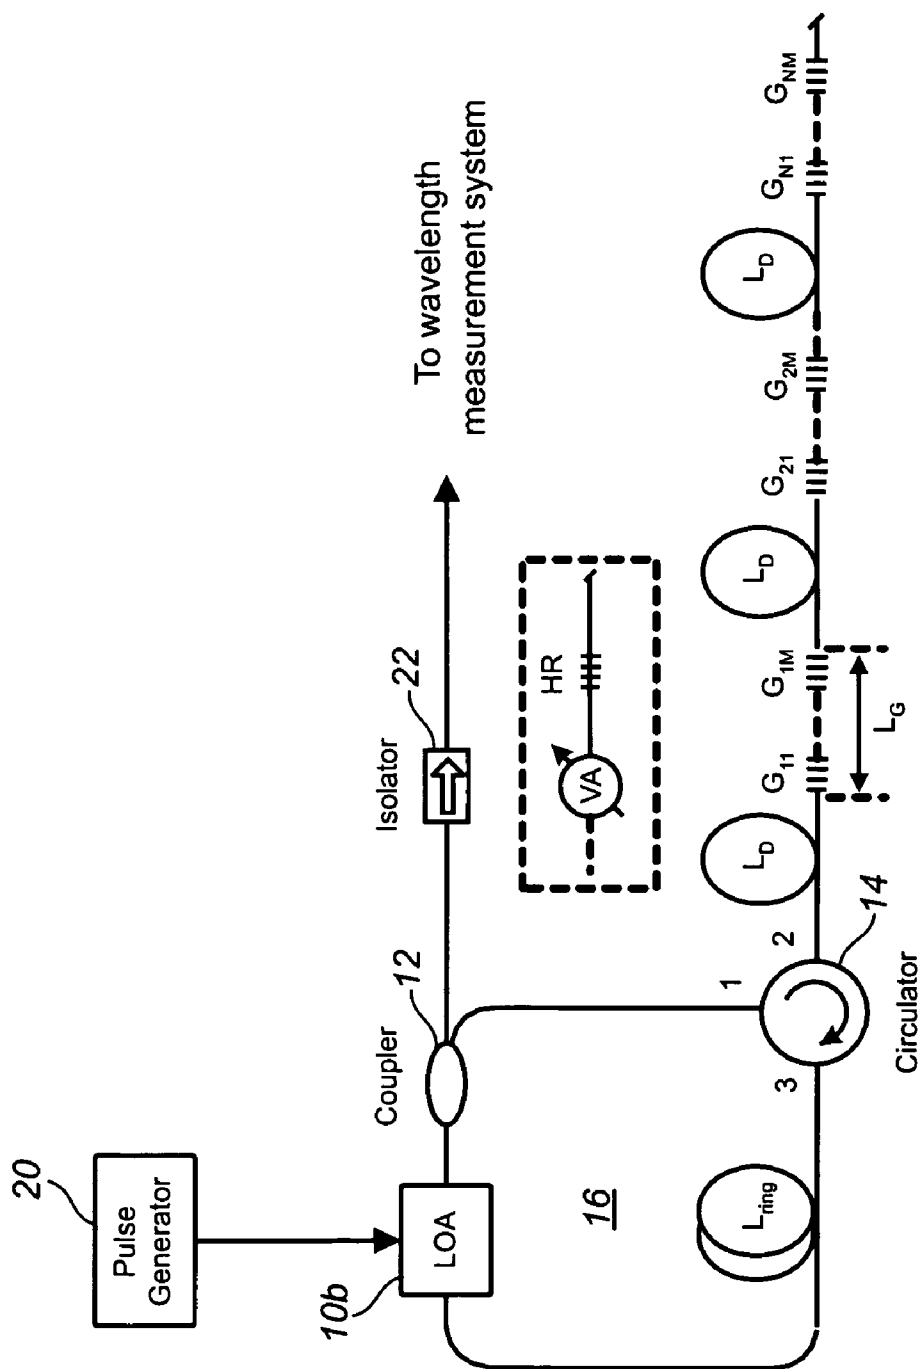 20
Pulse
Generator
LOA
10b
Coupler
12
Isolator
22
To wavelength
measurement system
VA
HR
16
L_ring
3
1
2
14
Circulator
L_D
G_11
G_1M
L_G
L_D
G_21
G_2M
L_D
G_N1
G_NM